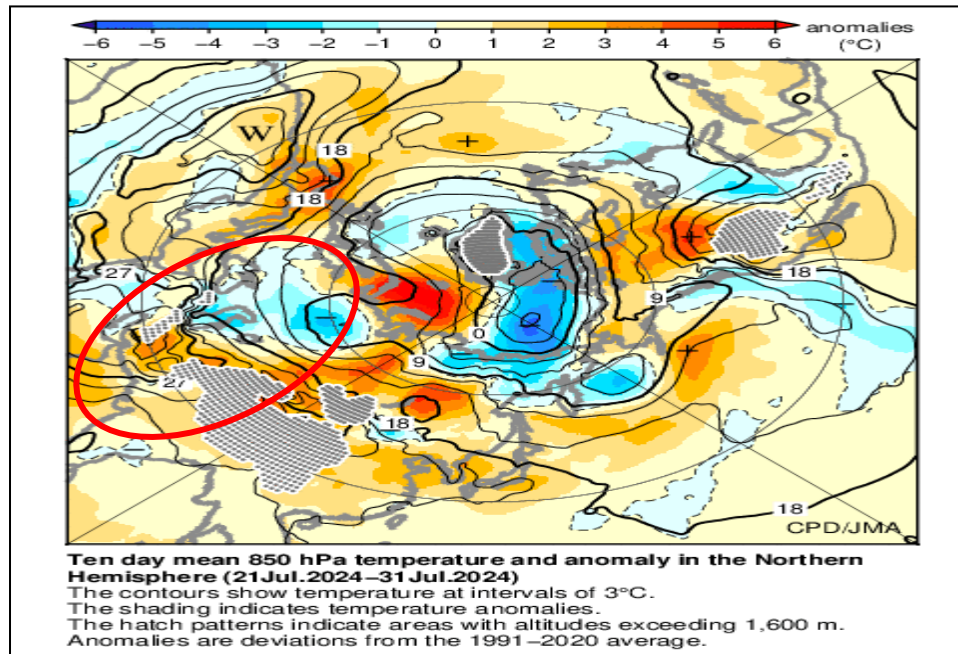 −6 −5 −4 −3 −2 −1 0 1 2 3 4 5 6 anomalies
(°C)
W
18
18
27
27
0
9
9
18
18
18
CPD/JMA
Ten day mean 850 hPa temperature and anomaly in the Northern
Hemisphere (21Jul.2024−31Jul.2024)
The contours show temperature at intervals of 3°C.
The shading indicates temperature anomalies.
The hatch patterns indicate areas with altitudes exceeding 1,600 m.
Anomalies are deviations from the 1991−2020 average.